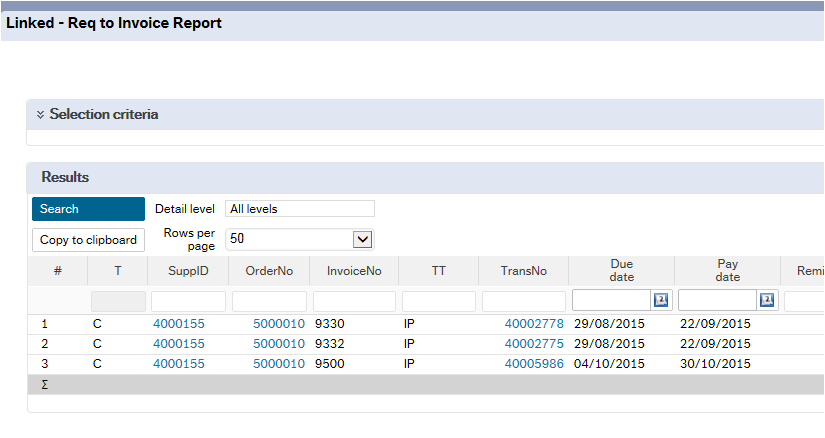 Linked - Req to Invoice Report
Selection criteria
Results
Search Detail level All levels
Copy to clipboard Rows per page 50
# T SuppID OrderNo InvoiceNo TT TransNo Due date Pay date Remi
1 C 4000155 5000010 9330 IP 40002778 29/08/2015 22/09/2015
2 C 4000155 5000010 9332 IP 40002775 29/08/2015 22/09/2015
3 C 4000155 5000010 9500 IP 40005986 04/10/2015 30/10/2015
Σ